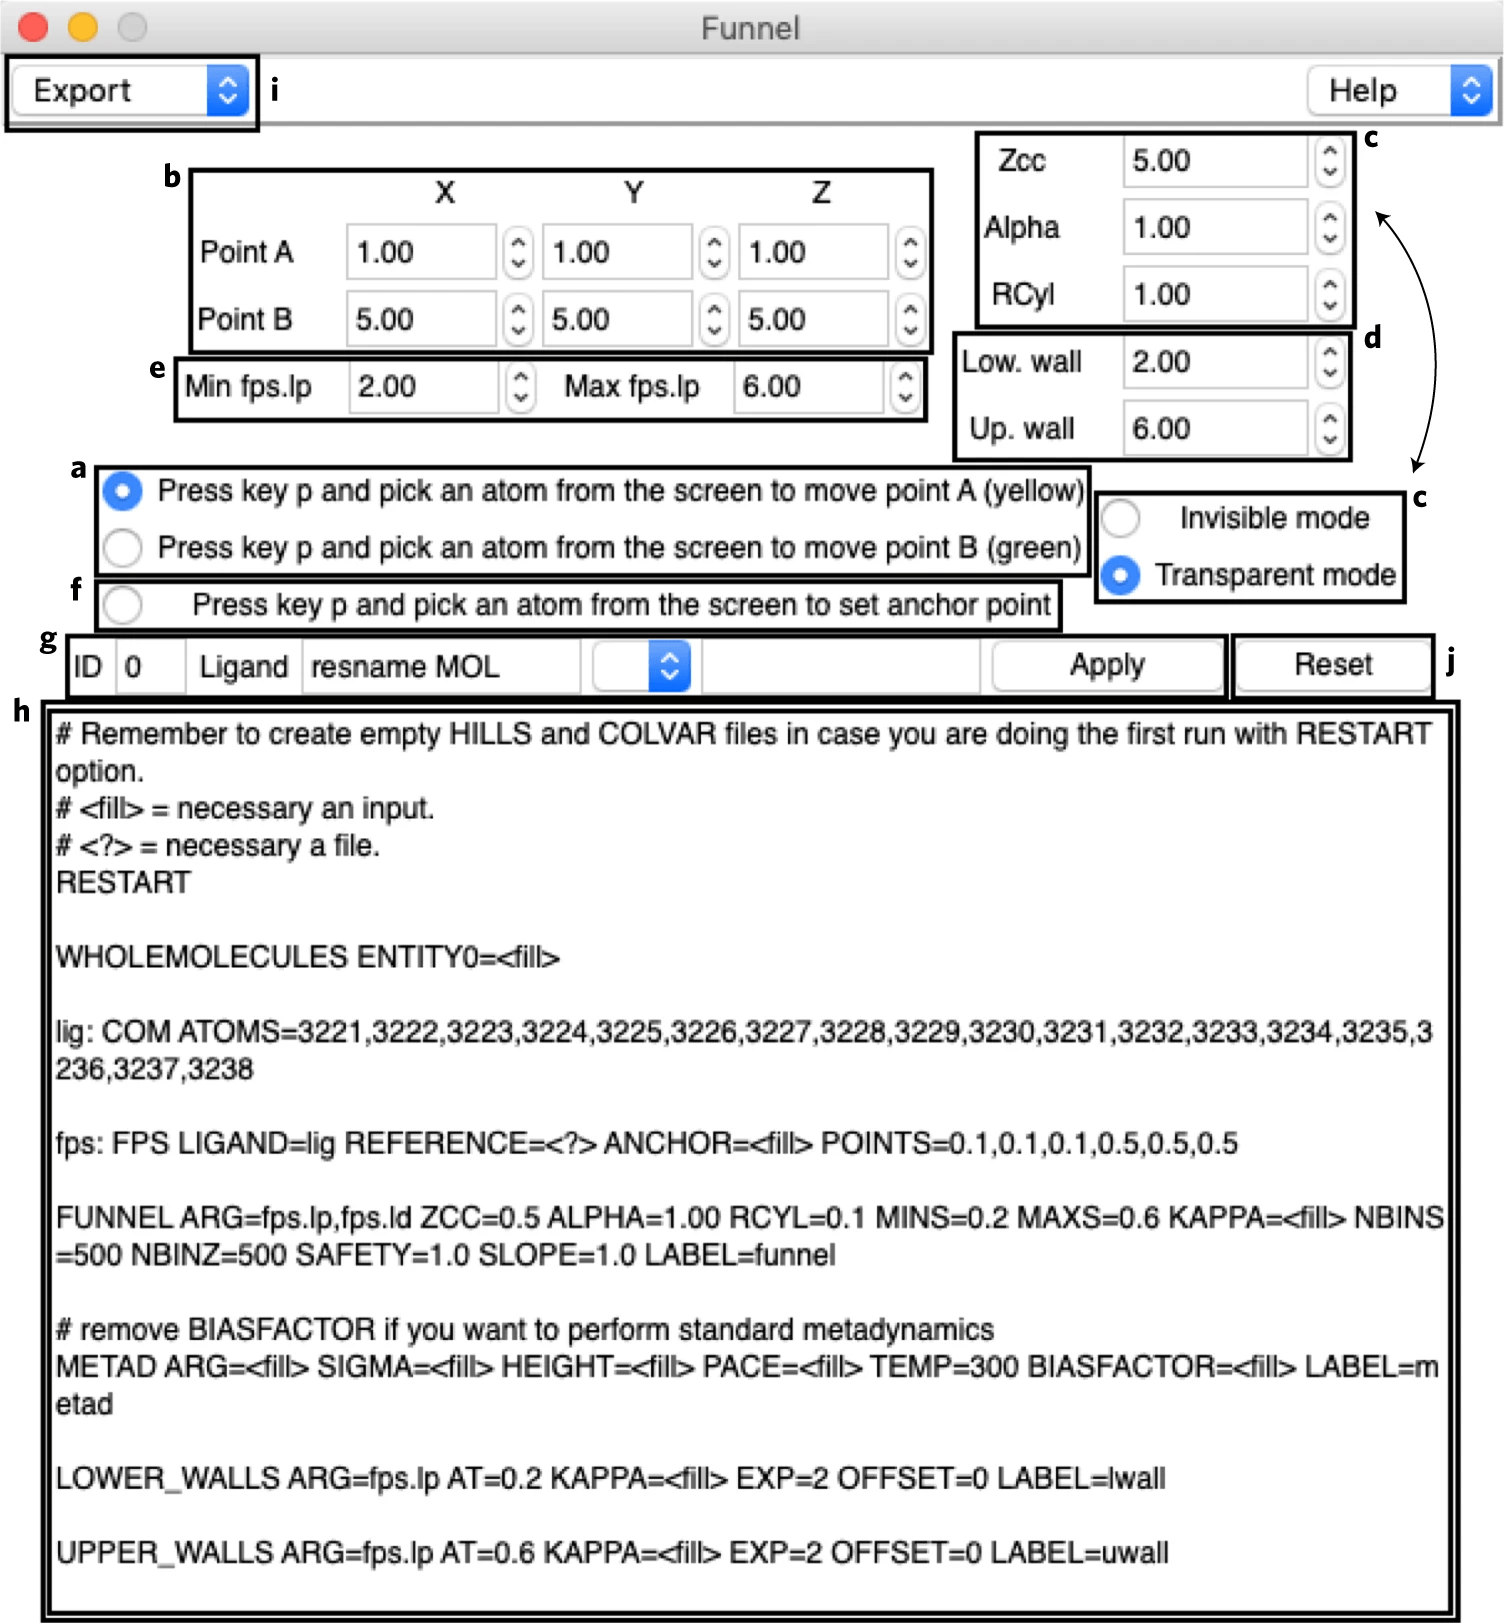 Funnel
Export i Help
b X Y Z
Point A 1.00 1.00 1.00
Point B 5.00 5.00 5.00
c
Zcc 5.00
Alpha 1.00
RCyl 1.00
d
Low. wall 2.00
Up. wall 6.00
e Min fps.lp 2.00 Max fps.lp 6.00
a Press key p and pick an atom from the screen to move point A (yellow)
Press key p and pick an atom from the screen to move point B (green)
c
Invisible mode
Transparent mode
f Press key p and pick an atom from the screen to set anchor point
g ID 0 Ligand resname MOL Apply Reset j
h
# Remember to create empty HILLS and COLVAR files in case you are doing the first run with RESTART
option.
# <fill> = necessary an input.
# <?> = necessary a file.
RESTART
WHOLEMOLECULES ENTITY0=<fill>
lig: COM ATOMS=3221,3222,3223,3224,3225,3226,3227,3228,3229,3230,3231,3232,3233,3234,3235,3
236,3237,3238
fps: FPS LIGAND=lig REFERENCE=<?> ANCHOR=<fill> POINTS=0.1,0.1,0.1,0.5,0.5,0.5
FUNNEL ARG=fps.lp,fps.ld ZCC=0.5 ALPHA=1.00 RCYL=0.1 MINS=0.2 MAXS=0.6 KAPPA=<fill> NBINS
=500 NBINZ=500 SAFETY=1.0 SLOPE=1.0 LABEL=funnel
# remove BIASFACTOR if you want to perform standard metadynamics
METAD ARG=<fill> SIGMA=<fill> HEIGHT=<fill> PACE=<fill> TEMP=300 BIASFACTOR=<fill> LABEL=m
etad
LOWER_WALLS ARG=fps.lp AT=0.2 KAPPA=<fill> EXP=2 OFFSET=0 LABEL=lwall
UPPER_WALLS ARG=fps.lp AT=0.6 KAPPA=<fill> EXP=2 OFFSET=0 LABEL=uwall